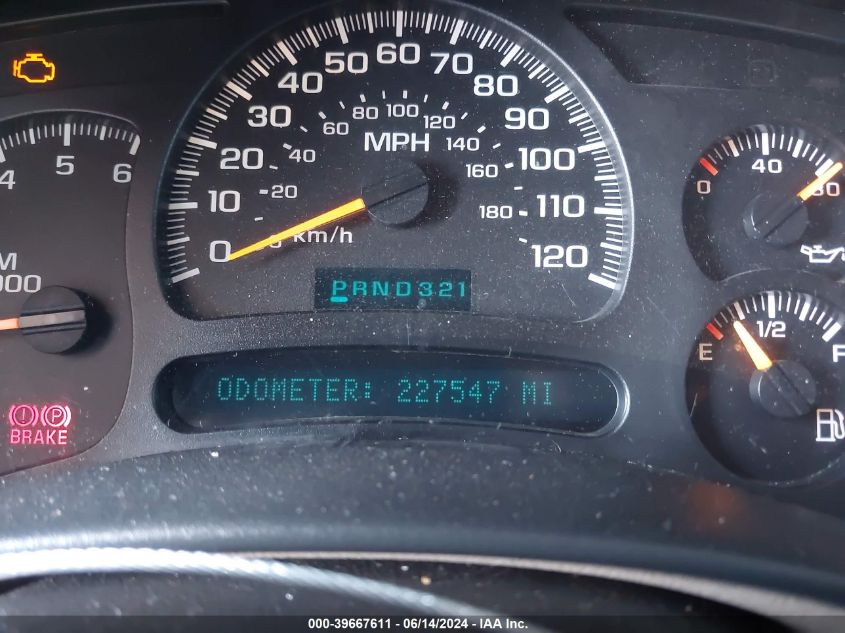 60
50 70
40 80
30 90
20 100
10 110
0 120
MPH
20 40 60 80 100 120 140 160 180
km/h
PRND321
ODOMETER: 227547 MI
4 5 6
000
BRAKE
P
0 40 80
E 1/2 F
000-39667611 / 06/14/2024 - IAA Inc.